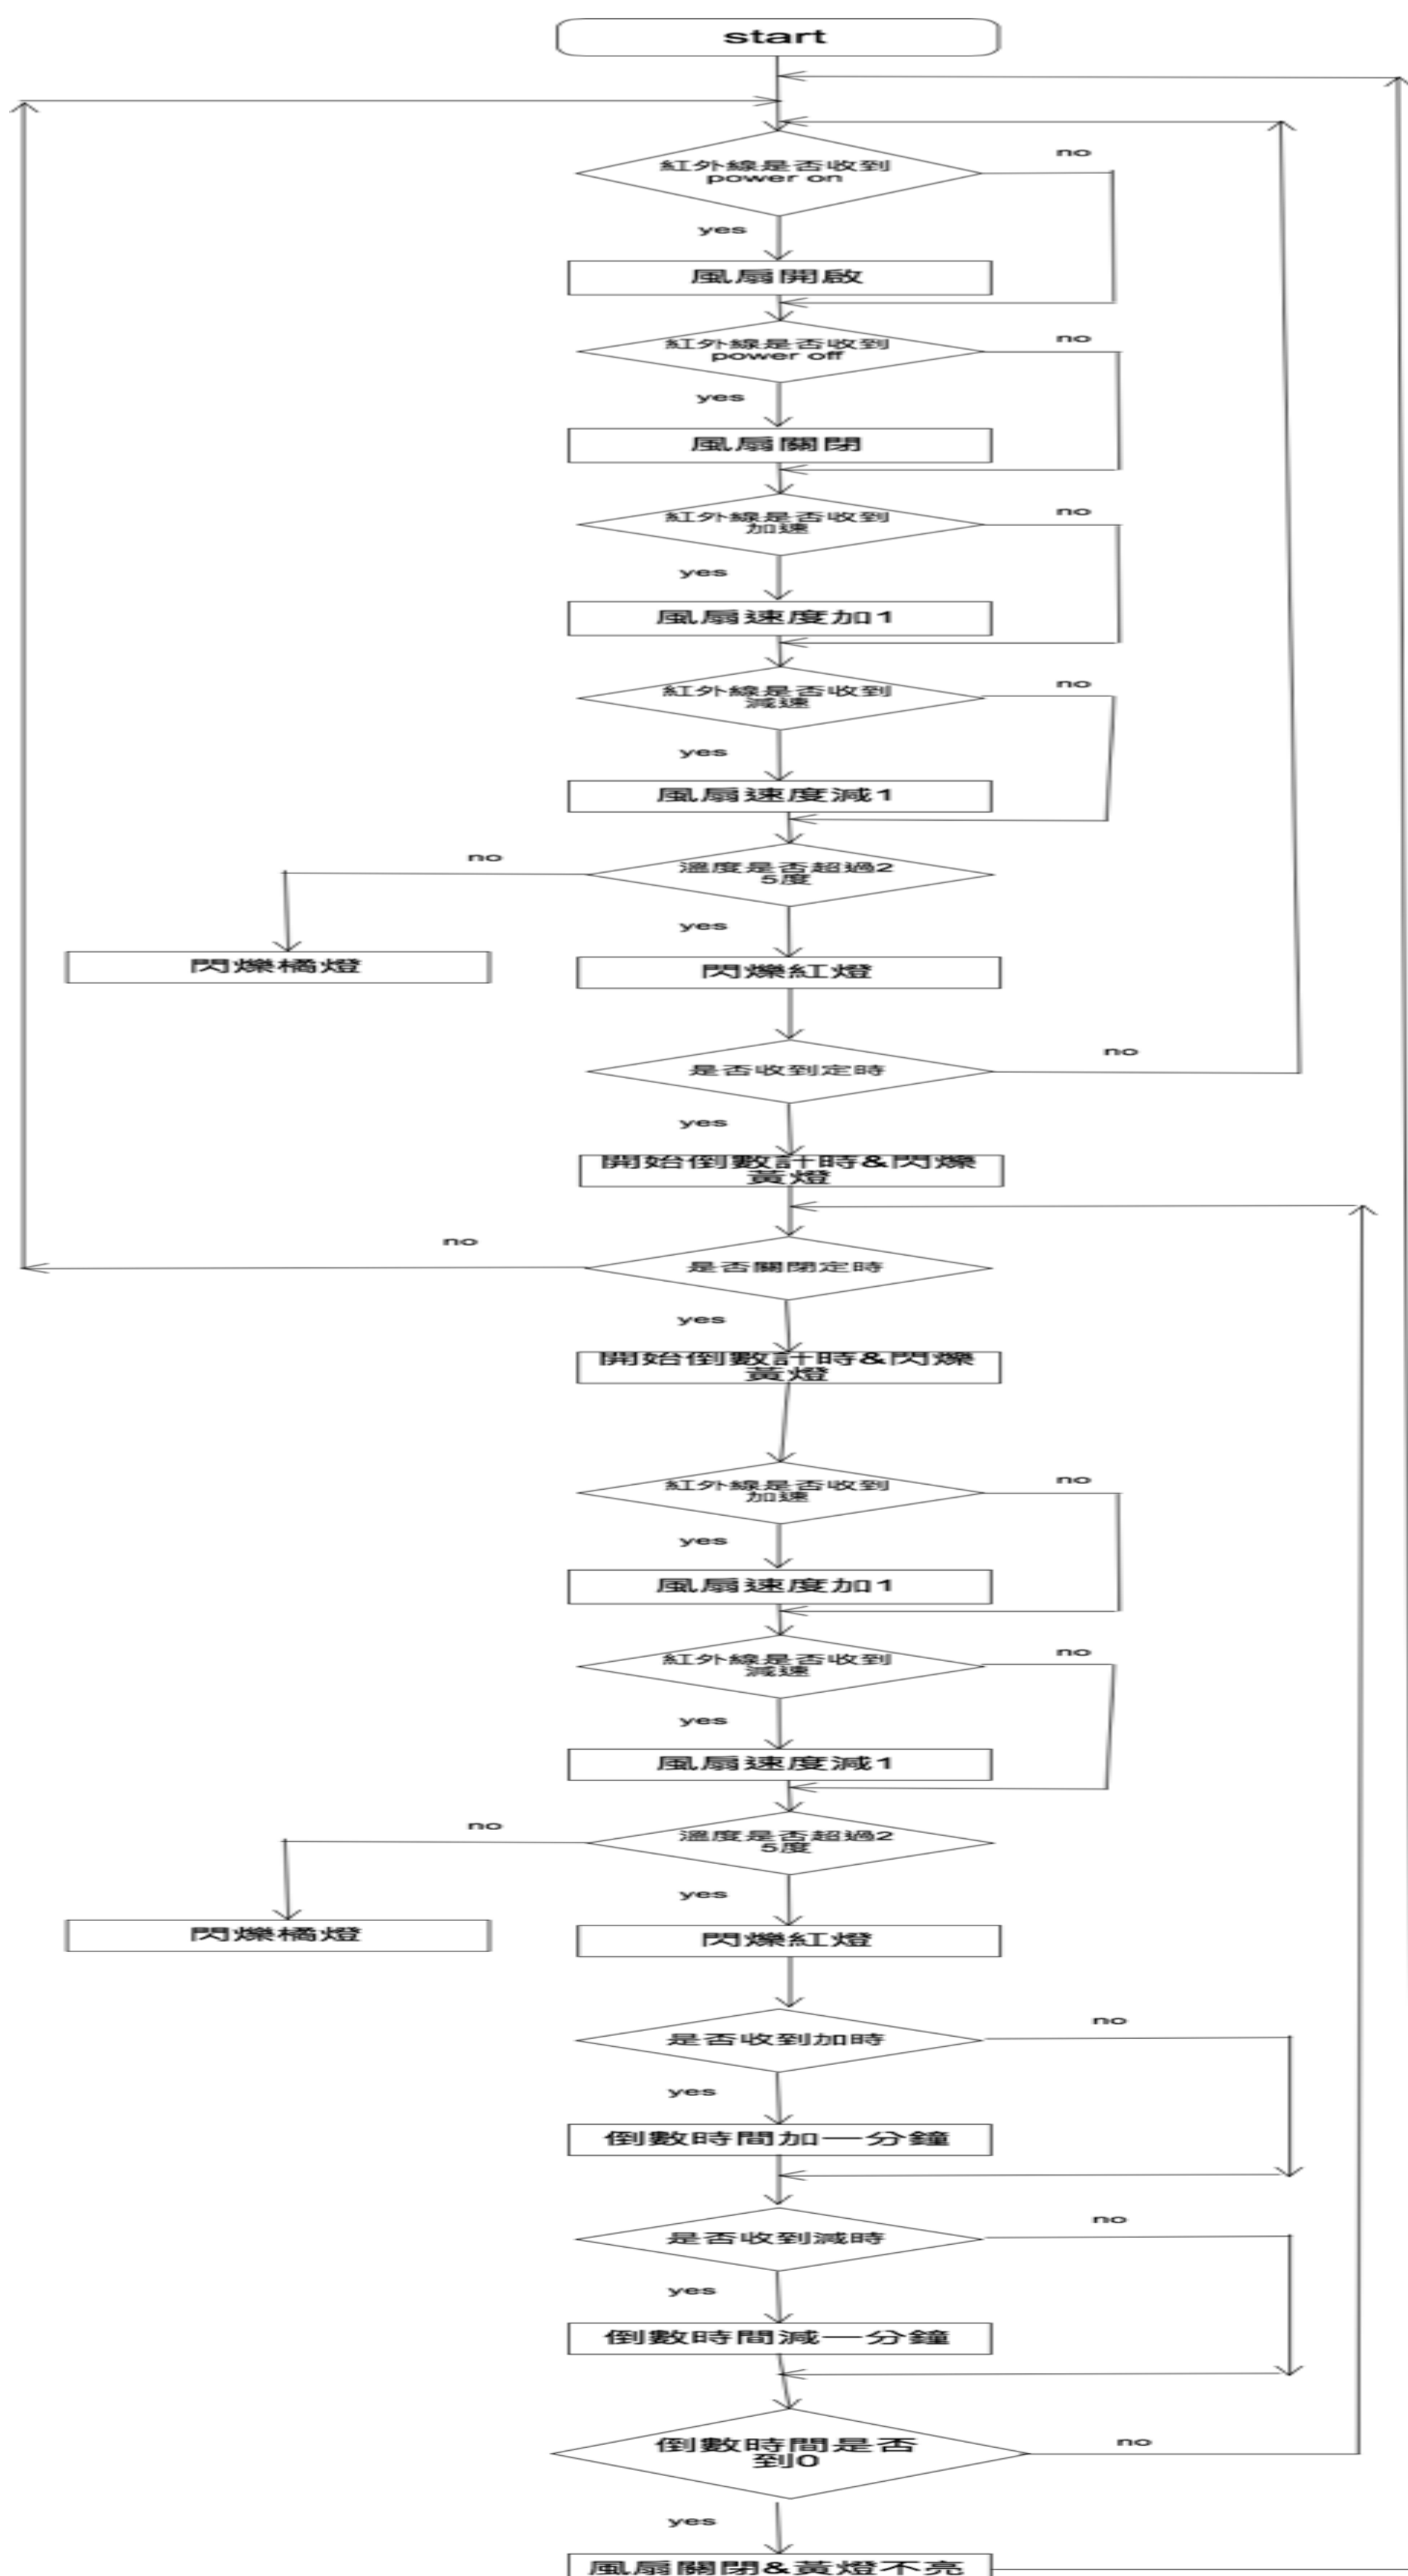 start
紅外線是否收到
power on
no
yes
風扇開啟
紅外線是否收到
power off
no
yes
風扇關閉
紅外線是否收到
加速
no
yes
風扇速度加1
紅外線是否收到
減速
no
yes
風扇速度減1
溫度是否超過2
5度
no
yes
閃爍橘燈
閃爍紅燈
是否收到定時
no
yes
開始倒數計時&閃爍
黃燈
是否關閉定時
no
yes
開始倒數計時&閃爍
黃燈
紅外線是否收到
加速
no
yes
風扇速度加1
紅外線是否收到
減速
no
yes
風扇速度減1
溫度是否超過2
5度
no
yes
閃爍橘燈
閃爍紅燈
是否收到加時
no
yes
倒數時間加一分鐘
是否收到減時
no
yes
倒數時間減一分鐘
倒數時間是否
到0
no
yes
風扇關閉&黃燈不亮